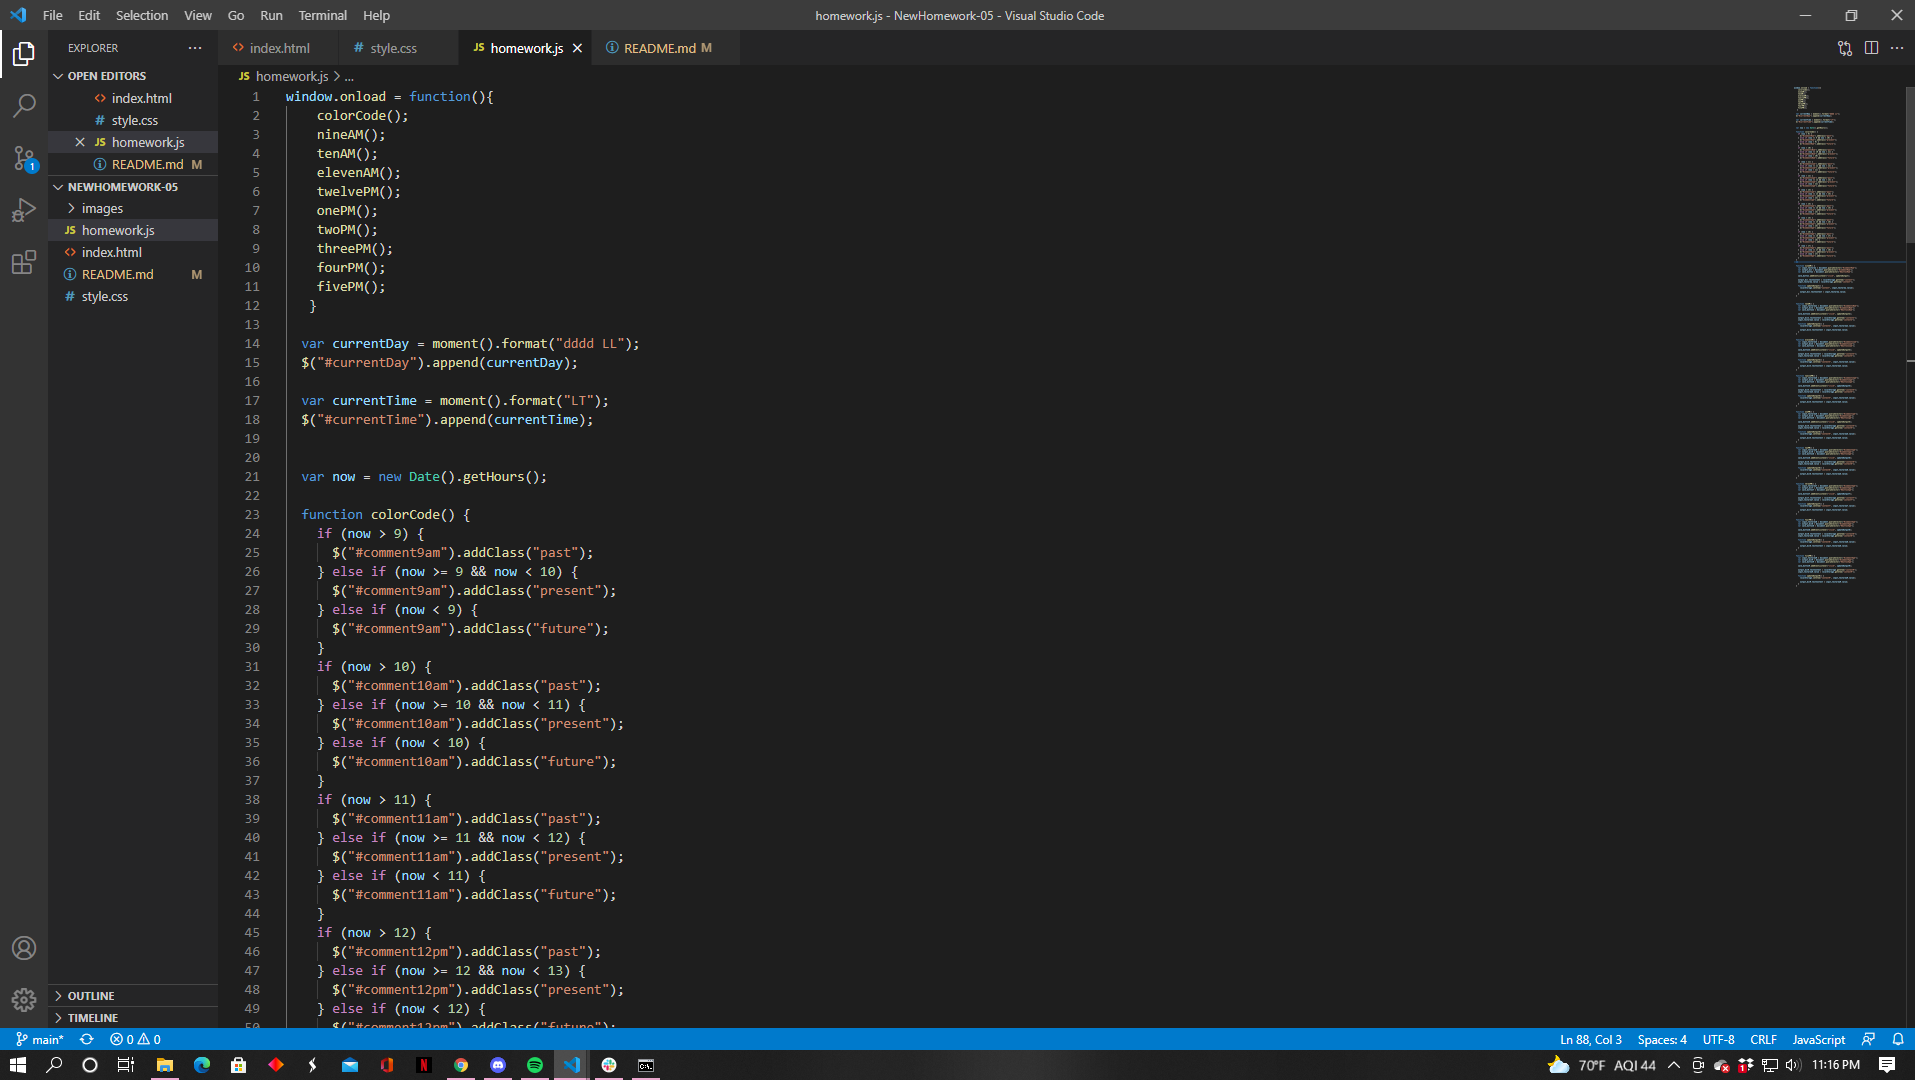 File Edit Selection View Go Run Terminal Help
homework.js - NewHomework-05 - Visual Studio Code
EXPLORER
OPEN EDITORS
index.html
style.css
JS homework.js
README.md M
1
NEWHOMEWORK-05
images
JS homework.js
index.html
README.md M
style.css
OUTLINE
TIMELINE
index.html # style.css JS homework.js README.md M
JS homework.js > ...
1 window.onload = function(){
2 colorCode();
3 nineAM();
4 tenAM();
5 elevenAM();
6 twelvePM();
7 onePM();
8 twoPM();
9 threePM();
10 fourPM();
11 fivePM();
12 }
13
14 var currentDay = moment().format("dddd LL");
15 $("#currentDay").append(currentDay);
16
17 var currentTime = moment().format("LT");
18 $("#currentTime").append(currentTime);
19
20
21 var now = new Date().getHours();
22
23 function colorCode() {
24 if (now > 9) {
25 $("#comment9am").addClass("past");
26 } else if (now >= 9 && now < 10) {
27 $("#comment9am").addClass("present");
28 } else if (now < 9) {
29 $("#comment9am").addClass("future");
30 }
31 if (now > 10) {
32 $("#comment10am").addClass("past");
33 } else if (now >= 10 && now < 11) {
34 $("#comment10am").addClass("present");
35 } else if (now < 10) {
36 $("#comment10am").addClass("future");
37 }
38 if (now > 11) {
39 $("#comment11am").addClass("past");
40 } else if (now >= 11 && now < 12) {
41 $("#comment11am").addClass("present");
42 } else if (now < 11) {
43 $("#comment11am").addClass("future");
44 }
45 if (now > 12) {
46 $("#comment12pm").addClass("past");
47 } else if (now >= 12 && now < 13) {
48 $("#comment12pm").addClass("present");
49 } else if (now < 12) {
50 $("#comment12pm").addClass("future");
main* 0 0 Ln 88, Col 3 Spaces: 4 UTF-8 CRLF JavaScript
70°F AQI 44 11:16 PM